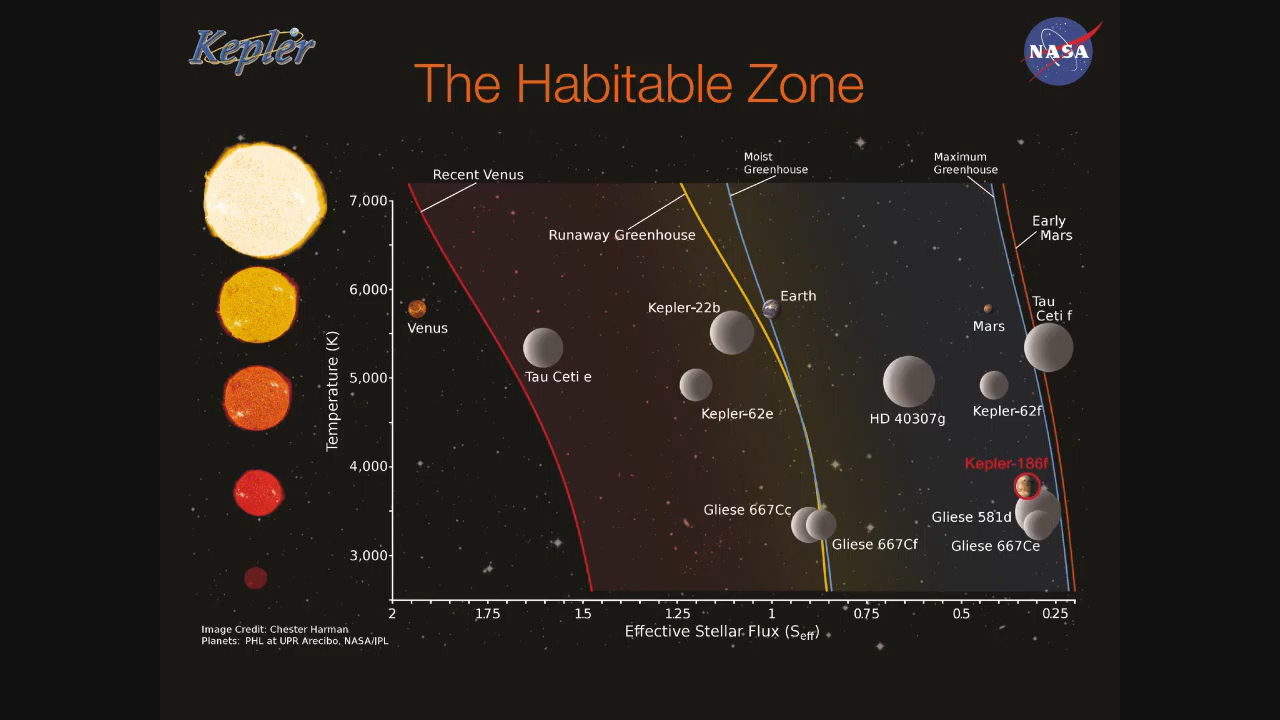 Kepler
NASA
The Habitable Zone
Moist
Greenhouse
Maximum
Greenhouse
Recent Venus
7,000
Early
Mars
Runaway Greenhouse
6,000
Earth
Tau
Ceti f
Kepler-22b
Venus
Mars
5,000
Tau Ceti e
Kepler-62e
HD 40307g
Kepler-62f
Temperature (K)
4,000
Kepler-186f
Gliese 667Cc
Gliese 581d
Gliese 667Cf
Gliese 667Ce
3,000
2 1.75 1.5 1.25 1 0.75 0.5 0.25
Effective Stellar Flux (Seff)
Image Credit: Chester Harman
Planets: PHL at UPR Arecibo, NASA/JPL